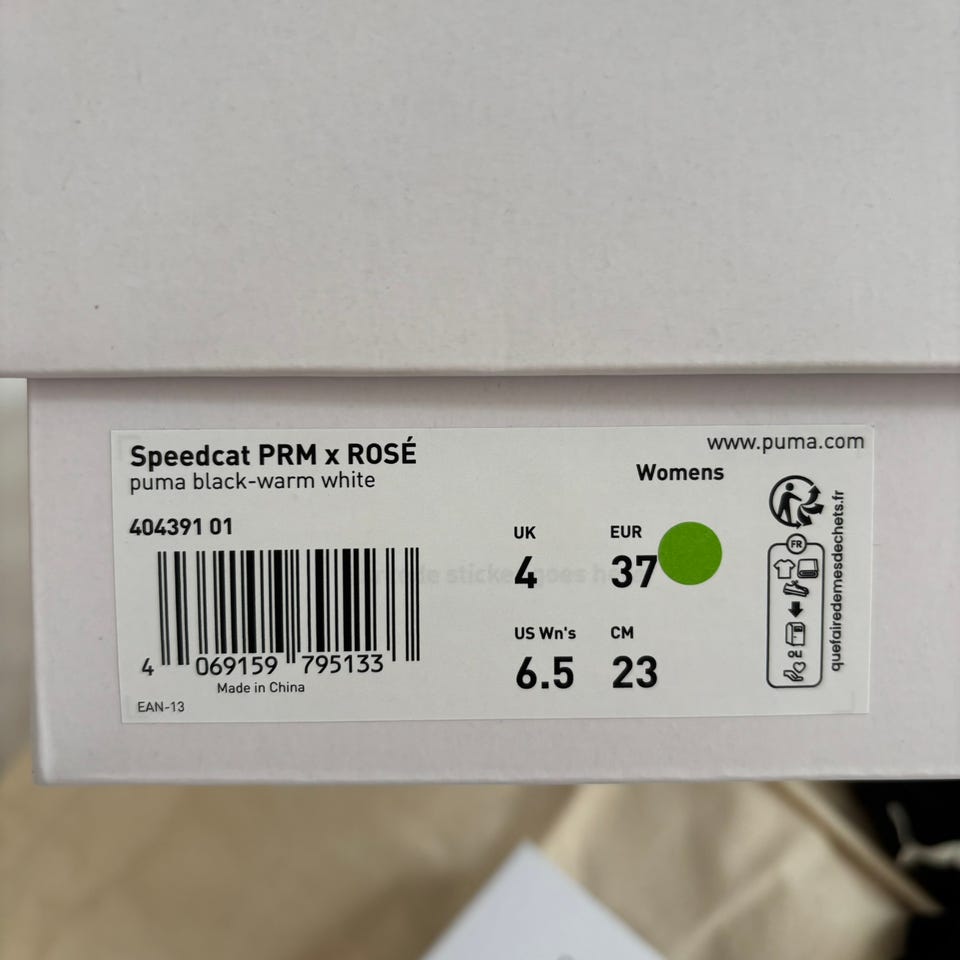 Speedcat PRM x ROSÉ
puma black-warm white
404391 01
4 069159 795133
Made in China
EAN-13
www.puma.com
Womens
UK
4
EUR
37
US Wn's
6.5
CM
23
FR
ou
quefairedemesdechets.fr